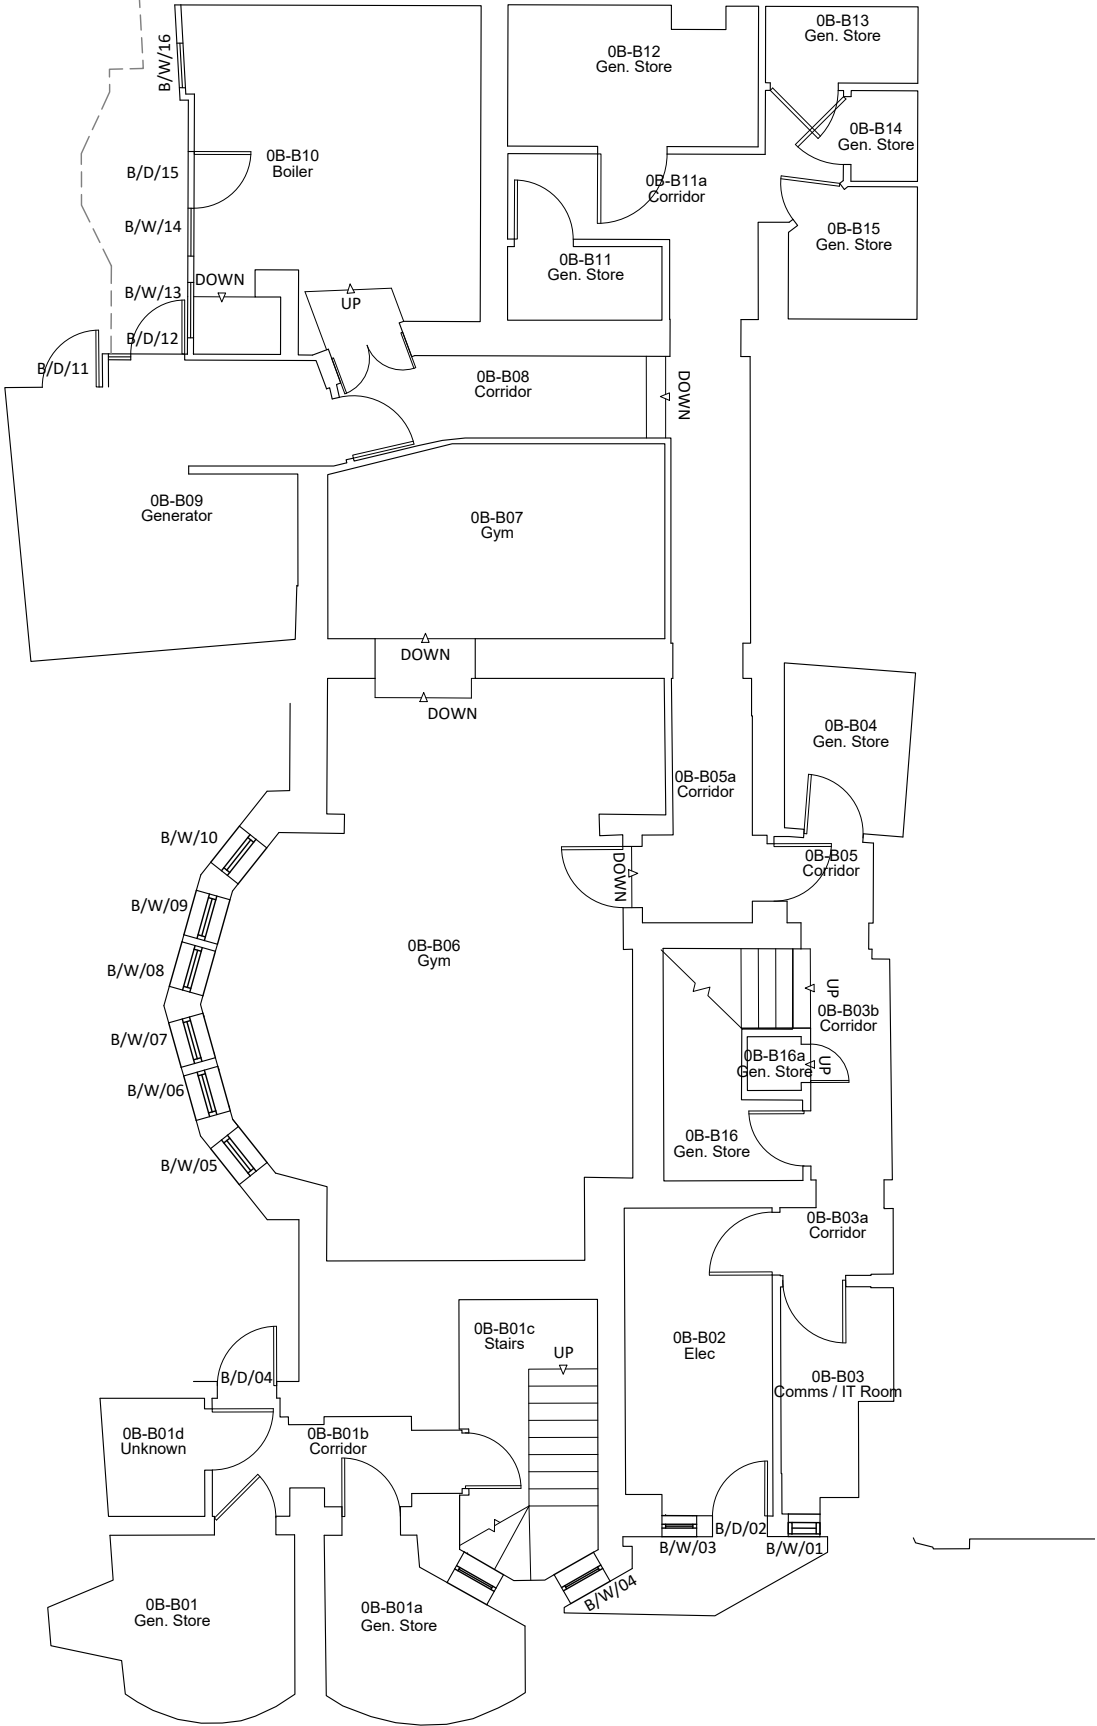 0B-B13
Gen. Store
B/W/16
0B-B12
Gen. Store
0B-B14
Gen. Store
0B-B10
Boiler
B/D/15
0B-B11a
Corridor
B/W/14
0B-B15
Gen. Store
0B-B11
Gen. Store
DOWN
B/W/13
UP
B/D/12
B/D/11
0B-B08
Corridor
DOWN
0B-B09
Generator
0B-B07
Gym
DOWN
DOWN
0B-B04
Gen. Store
0B-B05a
Corridor
B/W/10
DOWN
0B-B05
Corridor
B/W/09
0B-B06
Gym
B/W/08
UP
0B-B03b
Corridor
B/W/07
0B-B16a
Gen. Store
UP
B/W/06
0B-B16
Gen. Store
B/W/05
0B-B03a
Corridor
0B-B01c
Stairs
UP
0B-B02
Elec
B/D/04
0B-B03
Comms / IT Room
0B-B01d
Unknown
0B-B01b
Corridor
B/D/02
B/W/03
B/W/01
B/W/04
0B-B01
Gen. Store
0B-B01a
Gen. Store